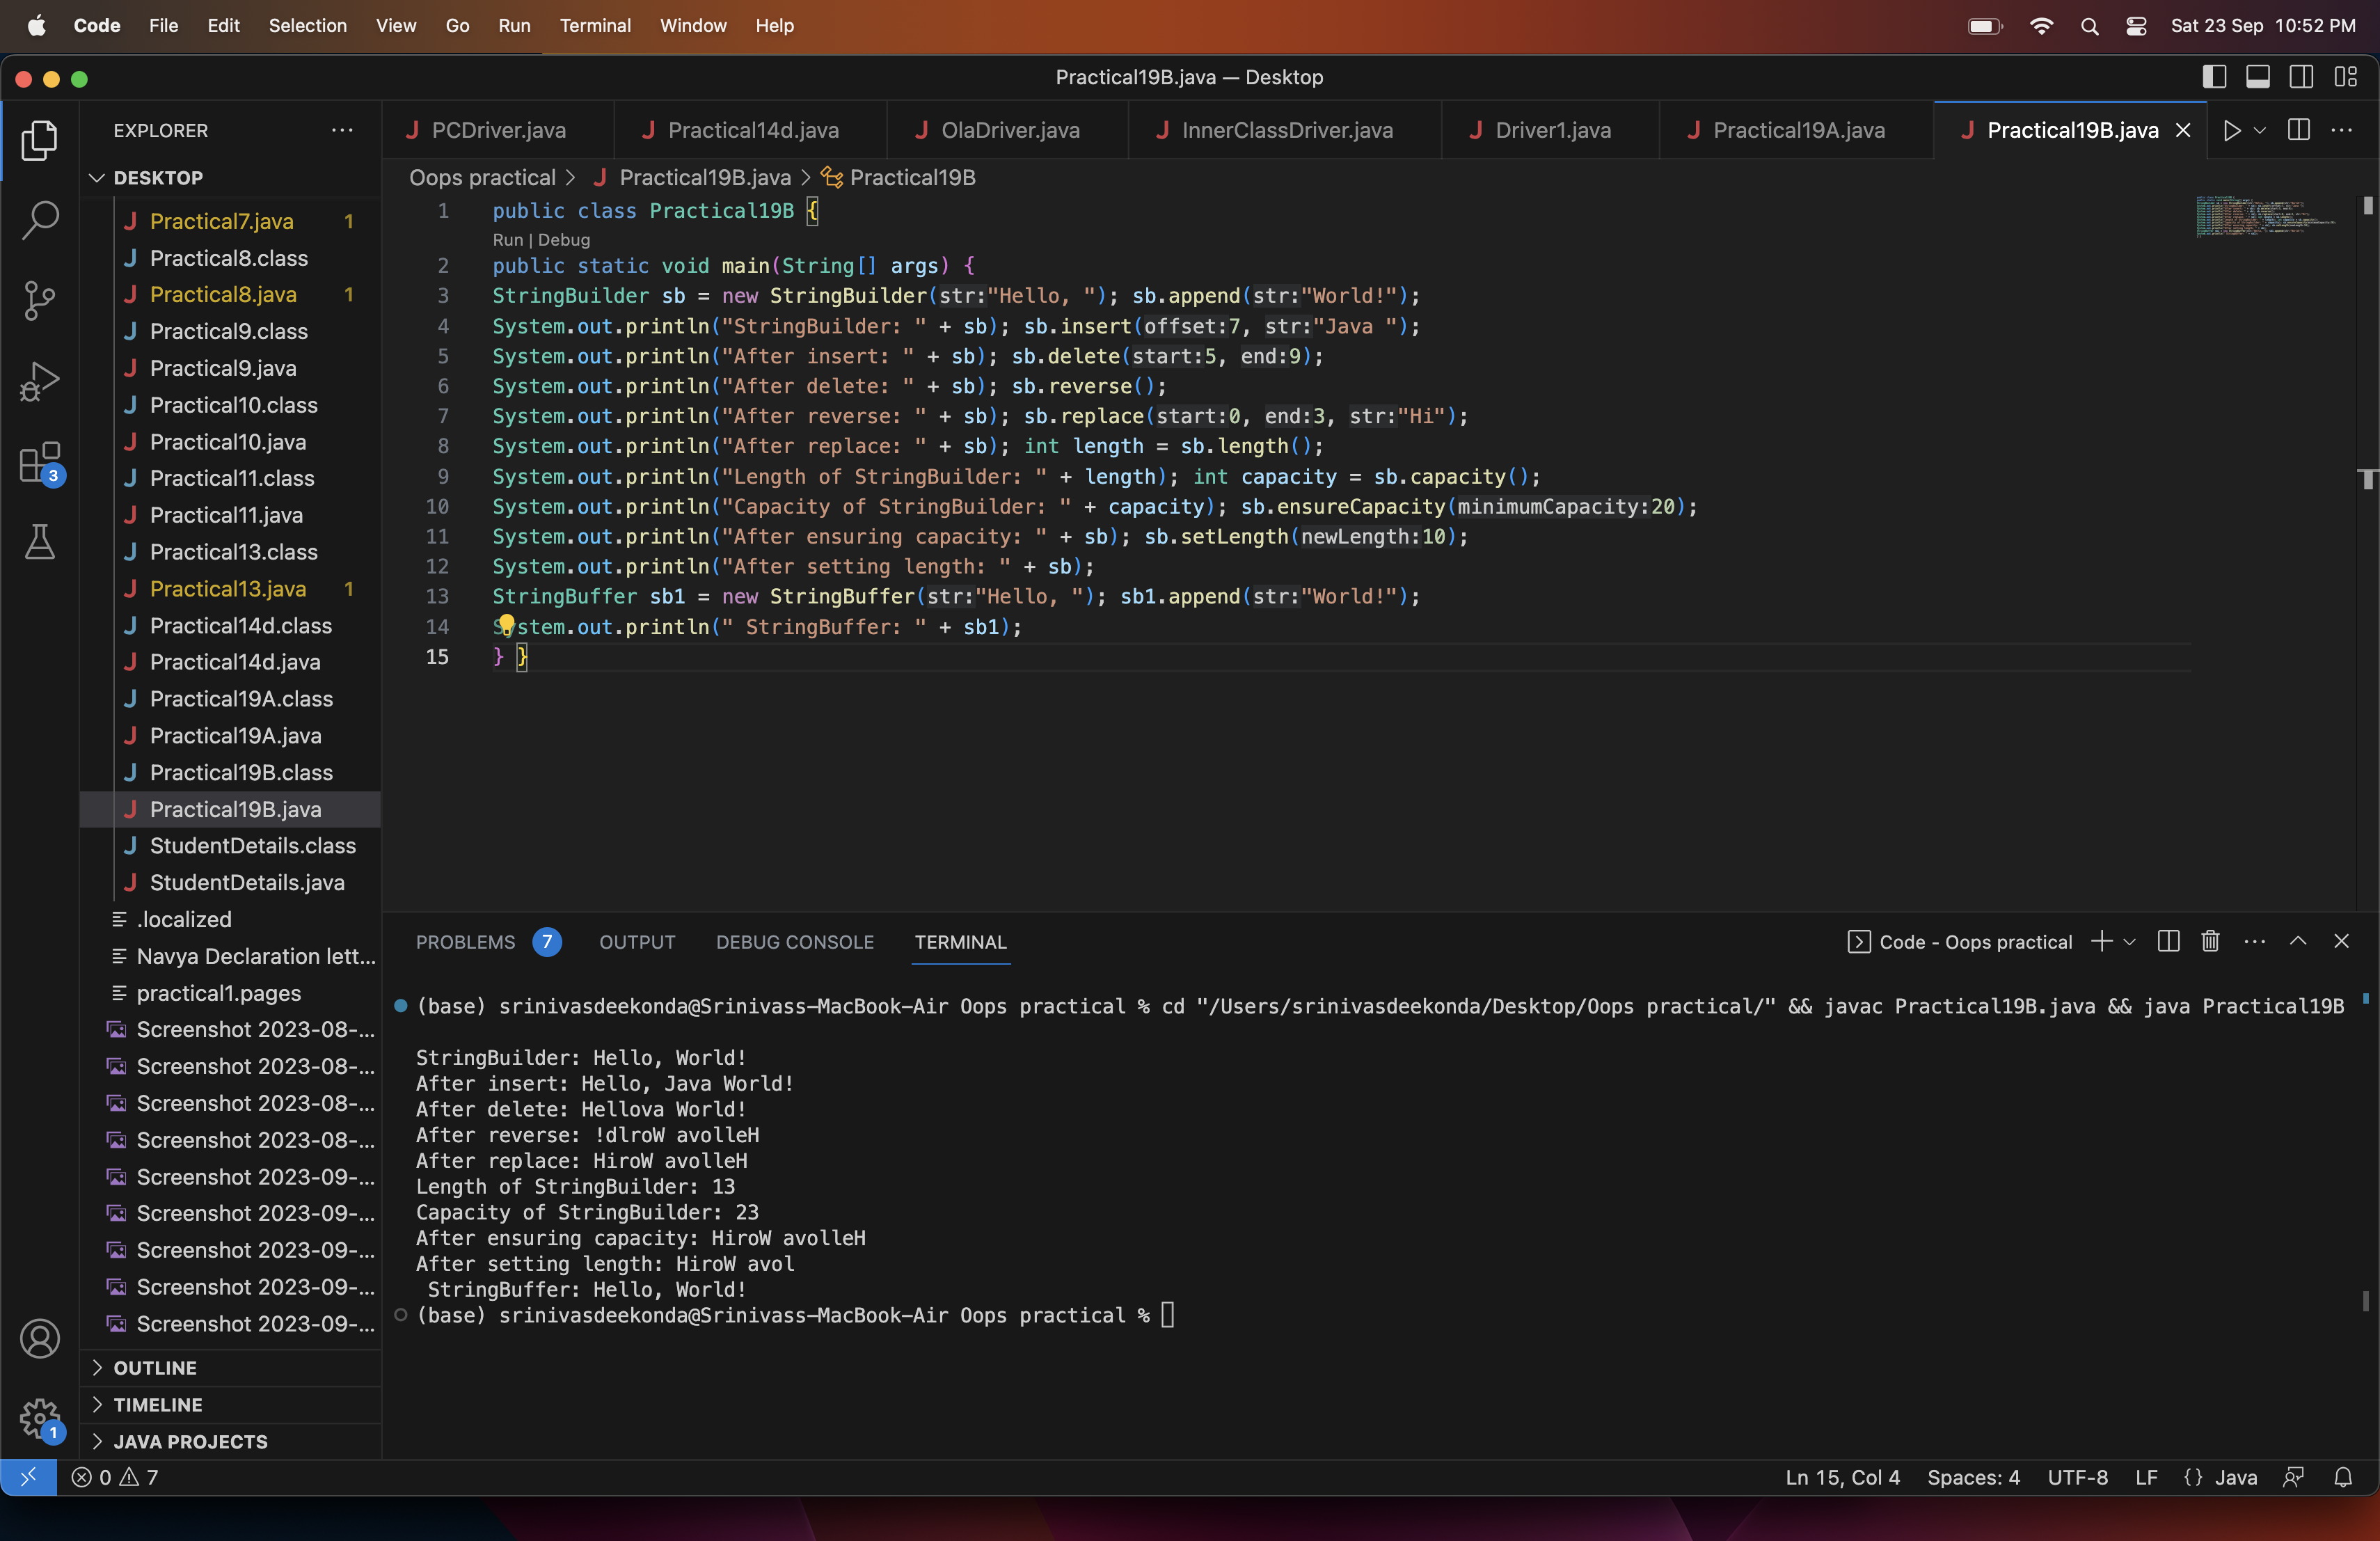 Code File Edit Selection View Go Run Terminal Window Help Sat 23 Sep 10:52 PM
Practical19B.java — Desktop
EXPLORER
PCDriver.java Practical14d.java OlaDriver.java InnerClassDriver.java Driver1.java Practical19A.java Practical19B.java
DESKTOP
Practical7.java 1
Practical8.class
Practical8.java 1
Practical9.class
Practical9.java
Practical10.class
Practical10.java
Practical11.class
Practical11.java
Practical13.class
Practical13.java 1
Practical14d.class
Practical14d.java
Practical19A.class
Practical19A.java
Practical19B.class
Practical19B.java
StudentDetails.class
StudentDetails.java
.localized
Navya Declaration lett...
practical1.pages
Screenshot 2023-08-...
Screenshot 2023-08-...
Screenshot 2023-08-...
Screenshot 2023-08-...
Screenshot 2023-09-...
Screenshot 2023-09-...
Screenshot 2023-09-...
Screenshot 2023-09-...
Screenshot 2023-09-...
OUTLINE
TIMELINE
JAVA PROJECTS
3
1
Oops practical > Practical19B.java > Practical19B
1 public class Practical19B {
Run | Debug
2 public static void main(String[] args) {
3 StringBuilder sb = new StringBuilder(str:"Hello, "); sb.append(str:"World!");
4 System.out.println("StringBuilder: " + sb); sb.insert(offset:7, str:"Java ");
5 System.out.println("After insert: " + sb); sb.delete(start:5, end:9);
6 System.out.println("After delete: " + sb); sb.reverse();
7 System.out.println("After reverse: " + sb); sb.replace(start:0, end:3, str:"Hi");
8 System.out.println("After replace: " + sb); int length = sb.length();
9 System.out.println("Length of StringBuilder: " + length); int capacity = sb.capacity();
10 System.out.println("Capacity of StringBuilder: " + capacity); sb.ensureCapacity(minimumCapacity:20);
11 System.out.println("After ensuring capacity: " + sb); sb.setLength(newLength:10);
12 System.out.println("After setting length: " + sb);
13 StringBuffer sb1 = new StringBuffer(str:"Hello, "); sb1.append(str:"World!");
14 System.out.println(" StringBuffer: " + sb1);
15 } }
PROBLEMS 7 OUTPUT DEBUG CONSOLE TERMINAL Code - Oops practical
(base) srinivasdeekonda@Srinivass-MacBook-Air Oops practical % cd "/Users/srinivasdeekonda/Desktop/Oops practical/" && javac Practical19B.java && java Practical19B
StringBuilder: Hello, World!
After insert: Hello, Java World!
After delete: Hellova World!
After reverse: !dlroW avolleH
After replace: HiroW avolleH
Length of StringBuilder: 13
Capacity of StringBuilder: 23
After ensuring capacity: HiroW avolleH
After setting length: HiroW avol
 StringBuffer: Hello, World!
(base) srinivasdeekonda@Srinivass-MacBook-Air Oops practical %
0 7 Ln 15, Col 4 Spaces: 4 UTF-8 LF {} Java